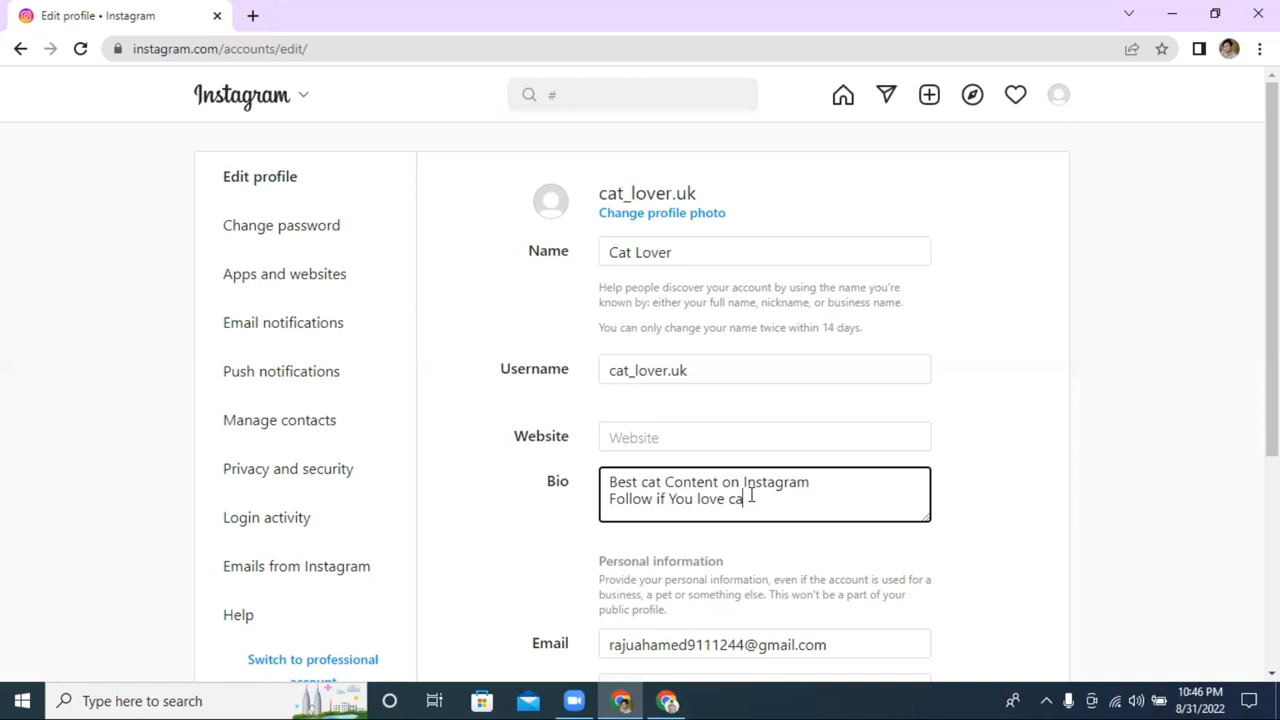 Edit profile • Instagram
instagram.com/accounts/edit/
Instagram
#
Edit profile
Change password
Apps and websites
Email notifications
Push notifications
Manage contacts
Privacy and security
Login activity
Emails from Instagram
Help
Switch to professional
account
cat_lover.uk
Change profile photo
Name
Cat Lover
Help people discover your account by using the name you're
known by: either your full name, nickname, or business name.
You can only change your name twice within 14 days.
Username
cat_lover.uk
Website
Website
Bio
Best cat Content on Instagram
Follow if You love ca
Personal information
Provide your personal information, even if the account is used for a
business, a pet or something else. This won't be a part of your
public profile.
Email
rajuahamed9111244@gmail.com
Type here to search
10:46 PM
8/31/2022